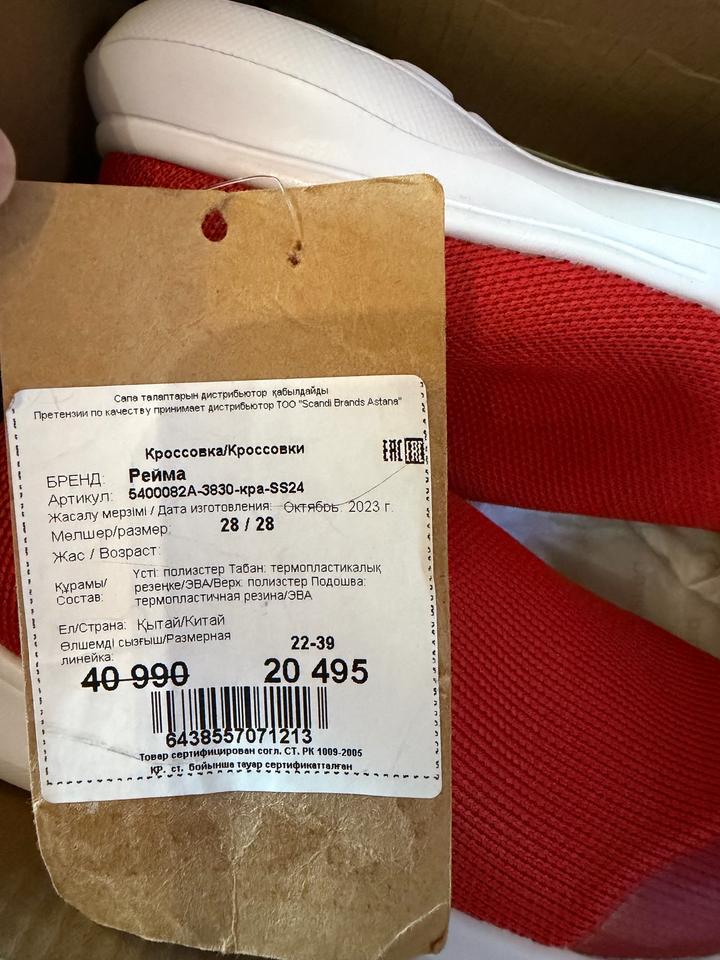 Сапа талаптарын дистрибьютор қабылдайды
Претензии по качеству принимает дистрибьютор ТОО "Scandi Brands Astana"
Кроссовка/Кроссовки
EAC
БРЕНД: Рейма
Артикул: 5400082A-3830-кра-SS24
Жасалу мерзімі / Дата изготовления: Октябрь. 2023 г.
Мөлшер/размер: 28 / 28
Жас / Возраст:
Құрамы/ Состав: Үсті: полиэстер Табан: термопластикалық
резеңке/ЭВА/Верх: полиэстер Подошва:
термопластичная резина/ЭВА
Ел/Страна: Қытай/Китай
Өлшемді сызғыш/Размерная линейка: 22-39
40 990 20 495
6438557071213
Товар сертифицирован согл. СТ. РК 1009-2005
ҚР. ст. бойынша тауар сертификатталған